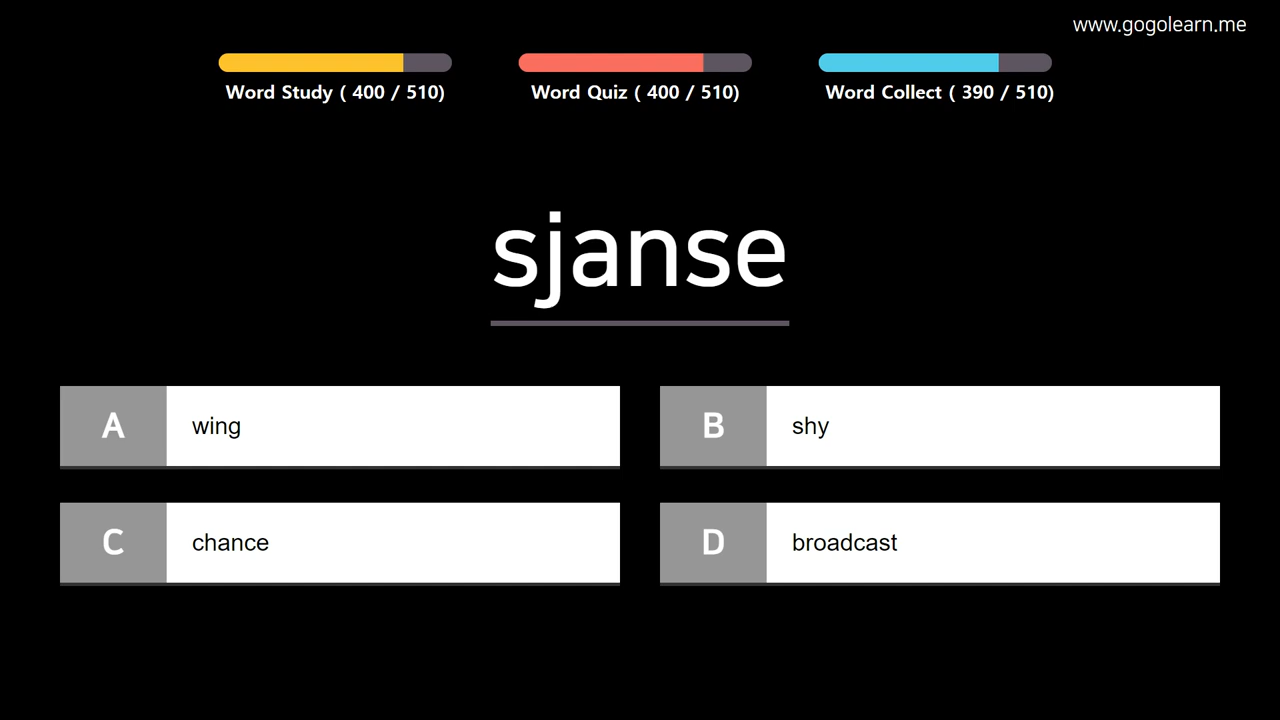 www.gogolearn.me
Word Study ( 400 / 510)
Word Quiz ( 400 / 510)
Word Collect ( 390 / 510)
sjanse
A wing
B shy
C chance
D broadcast